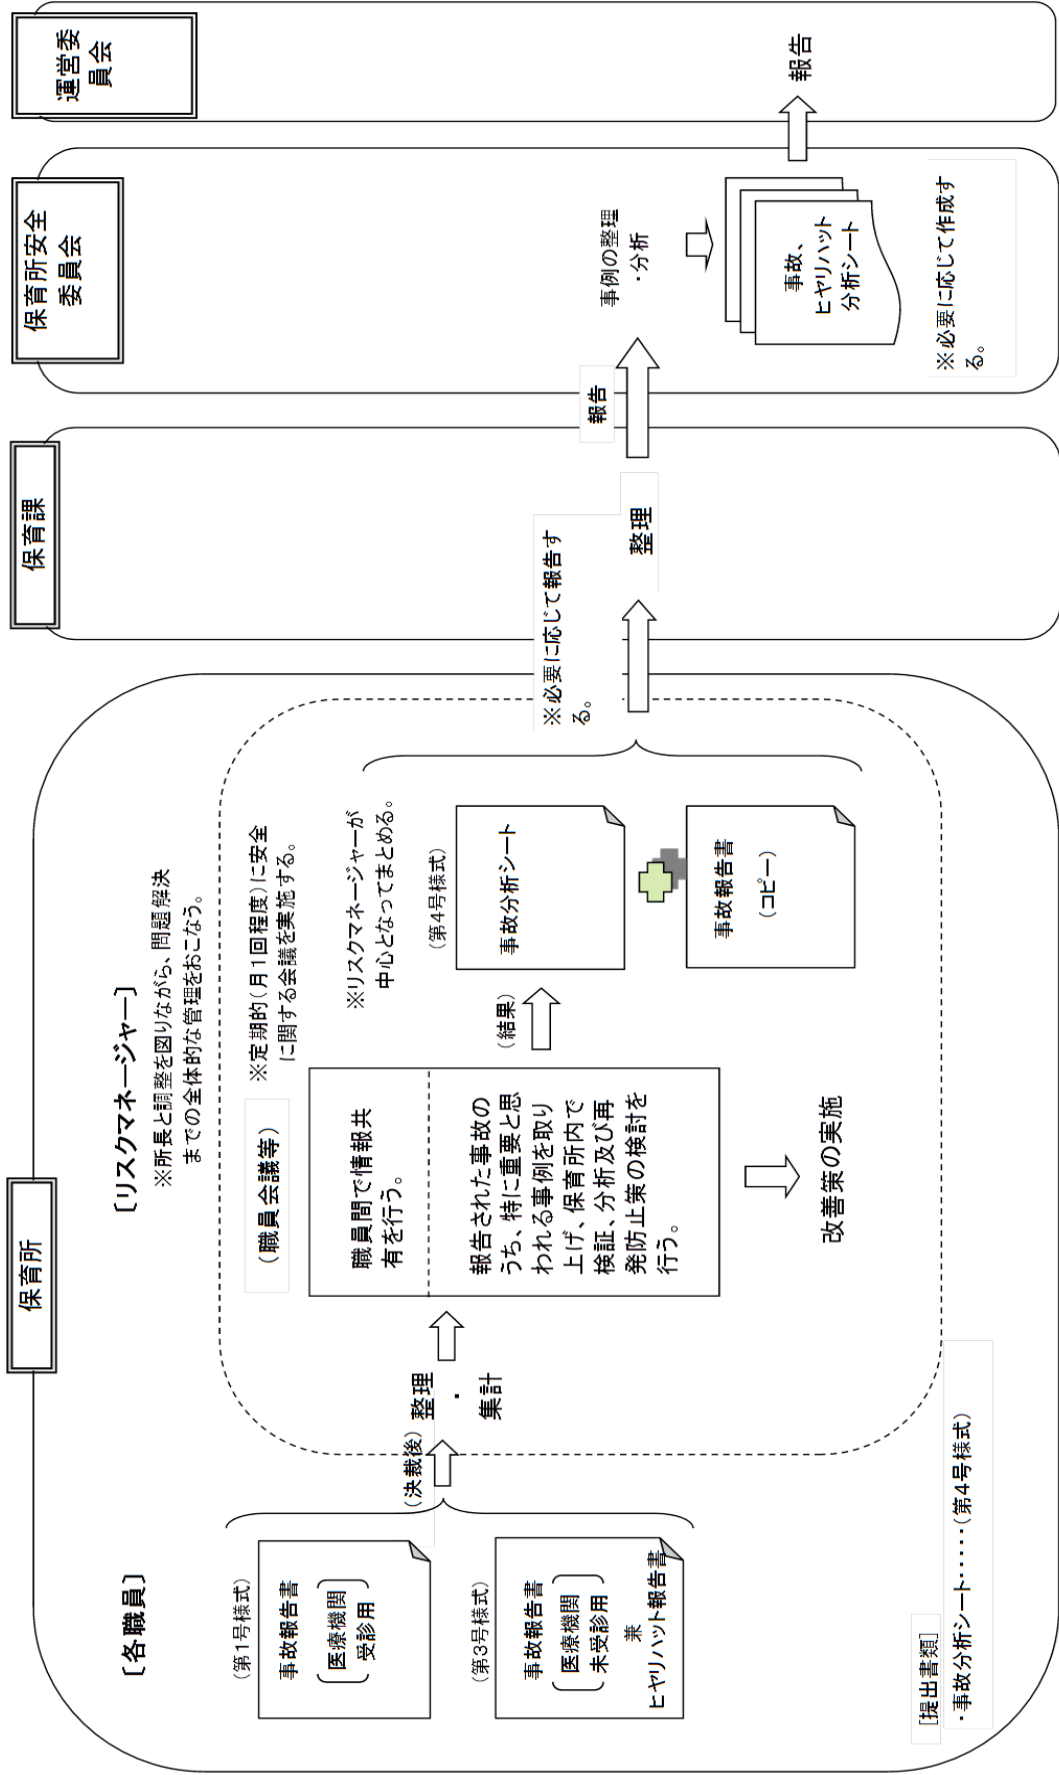 保育所
保育課
保育所安全
委員会
運営委
員会
［各職員］
（第1号様式）
事故報告書
医療機関
受診用
（第3号様式）
事故報告書
医療機関
未受診用
兼
ヒヤリハット報告書
［提出書類］
・事故分析シート・・・・・（第4号様式）
（決裁後）
整理
・
集計
［リスクマネージャー］
※所長と調整を図りながら、問題解決
までの全体的な管理をおこなう。
（職員会議等）
※定期的（月1回程度）に安全
に関する会議を実施する。
職員間で情報共
有を行う。
報告された事故の
うち、特に重要と思
われる事例を取り
上げ、保育所内で
検証、分析及び再
発防止策の検討を
行う。
改善策の実施
（結果）
※リスクマネージャーが
中心となってまとめる。
（第4号様式）
事故分析シート
事故報告書
（コピー）
※必要に応じて報告す
る。
整理
報告
事例の整理
・分析
事故、
ヒヤリハット
分析シート
※必要に応じて作成す
る。
報告